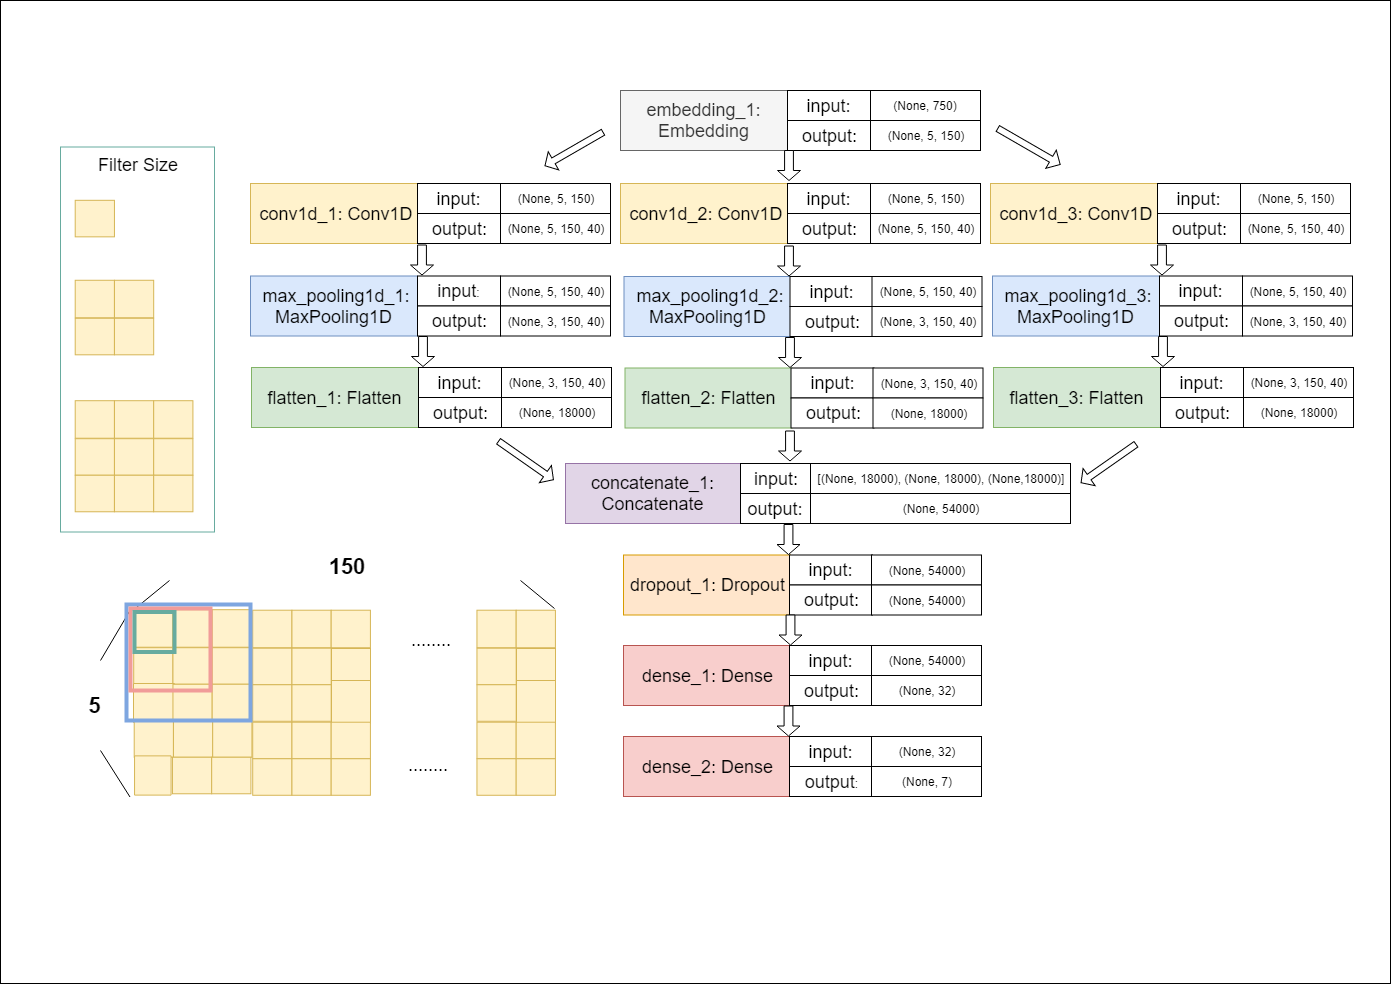 embedding_1:
Embedding
input:
(None, 750)
output:
(None, 5, 150)
Filter Size
conv1d_1: Conv1D
input:
(None, 5, 150)
output:
(None, 5, 150, 40)
conv1d_2: Conv1D
input:
(None, 5, 150)
output:
(None, 5, 150, 40)
conv1d_3: Conv1D
input:
(None, 5, 150)
output:
(None, 5, 150, 40)
max_pooling1d_1:
MaxPooling1D
input:
(None, 5, 150, 40)
output:
(None, 3, 150, 40)
max_pooling1d_2:
MaxPooling1D
input:
(None, 5, 150, 40)
output:
(None, 3, 150, 40)
max_pooling1d_3:
MaxPooling1D
input:
(None, 5, 150, 40)
output:
(None, 3, 150, 40)
flatten_1: Flatten
input:
(None, 3, 150, 40)
output:
(None, 18000)
flatten_2: Flatten
input:
(None, 3, 150, 40)
output:
(None, 18000)
flatten_3: Flatten
input:
(None, 3, 150, 40)
output:
(None, 18000)
concatenate_1:
Concatenate
input:
[(None, 18000), (None, 18000), (None,18000)]
output:
(None, 54000)
dropout_1: Dropout
input:
(None, 54000)
output:
(None, 54000)
dense_1: Dense
input:
(None, 54000)
output:
(None, 32)
dense_2: Dense
input:
(None, 32)
output:
(None, 7)
150
........
5
........